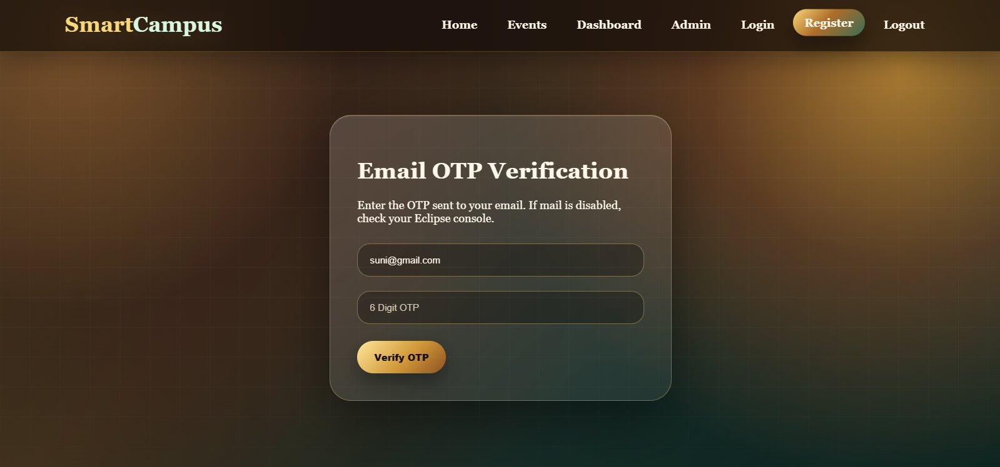 SmartCampus
Home Events Dashboard Admin Login Register Logout
Email OTP Verification
Enter the OTP sent to your email. If mail is disabled,
check your Eclipse console.
suni@gmail.com
6 Digit OTP
Verify OTP